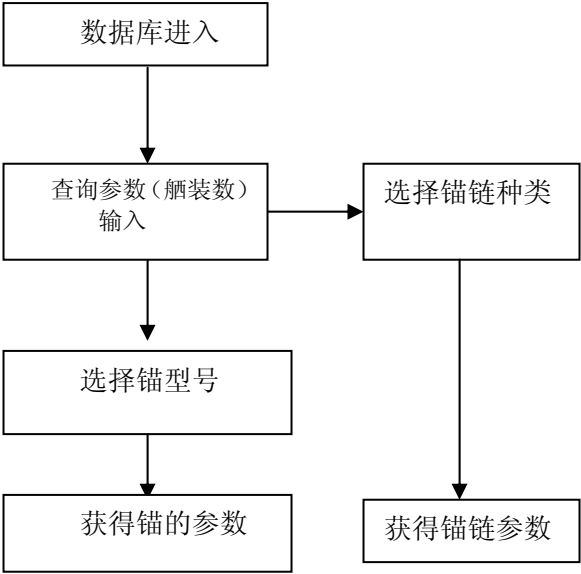 数据库进入
查询参数（舾装数）
输入
选择锚链种类
选择锚型号
获得锚的参数
获得锚链参数